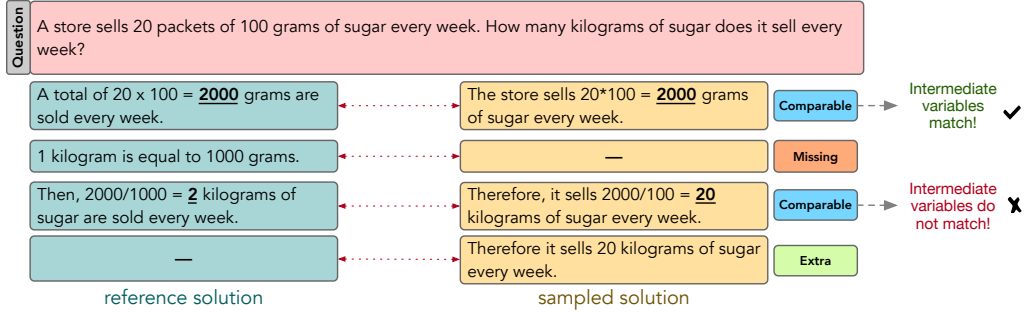 Question
A store sells 20 packets of 100 grams of sugar every week. How many kilograms of sugar does it sell every
week?
A total of 20 x 100 = 2000 grams are
sold every week.
The store sells 20*100 = 2000 grams
of sugar every week.
Comparable
Intermediate
variables
match!
1 kilogram is equal to 1000 grams.
—
Missing
Then, 2000/1000 = 2 kilograms of
sugar are sold every week.
Therefore, it sells 2000/100 = 20
kilograms of sugar every week.
Comparable
Intermediate
variables do
not match!
—
Therefore it sells 20 kilograms of sugar
every week.
Extra
reference solution
sampled solution